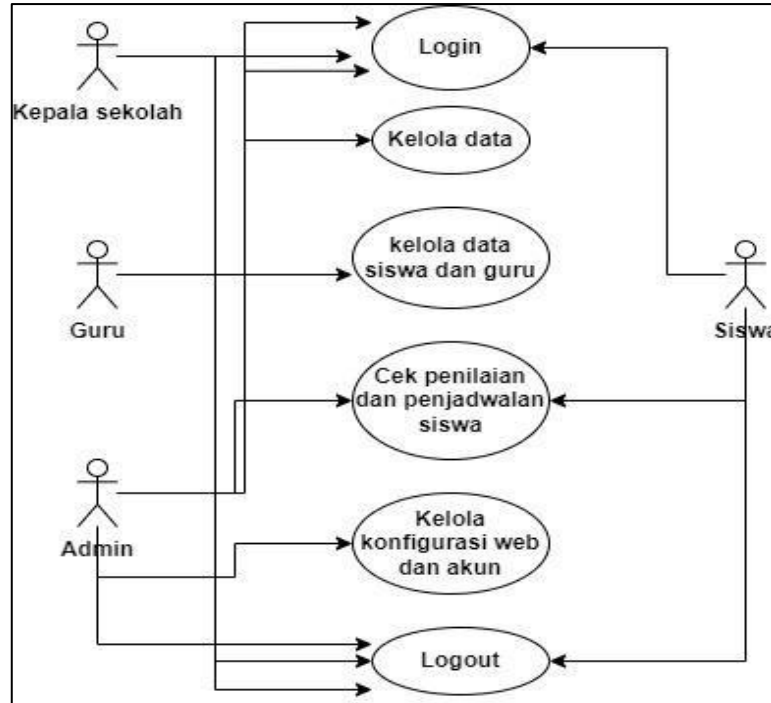 Login
Kepala sekolah
Kelola data
kelola data
siswa dan guru
Guru
Siswa
Cek penilaian
dan penjadwalan
siswa
Admin
Kelola
konfigurasi web
dan akun
Logout